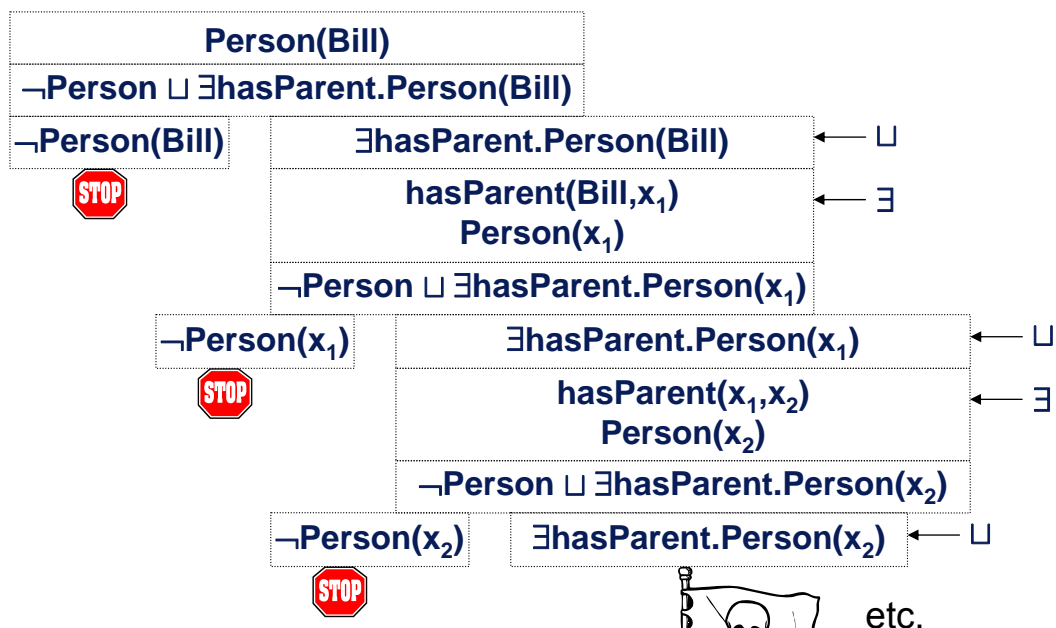 Person(Bill)
¬Person ⊔ ∃hasParent.Person(Bill)
¬Person(Bill) ∃hasParent.Person(Bill) ⊔
STOP
hasParent(Bill,x₁) ∃
Person(x₁)
¬Person ⊔ ∃hasParent.Person(x₁)
¬Person(x₁) ∃hasParent.Person(x₁) ⊔
STOP
hasParent(x₁,x₂) ∃
Person(x₂)
¬Person ⊔ ∃hasParent.Person(x₂)
¬Person(x₂) ∃hasParent.Person(x₂) ⊔
STOP
etc.